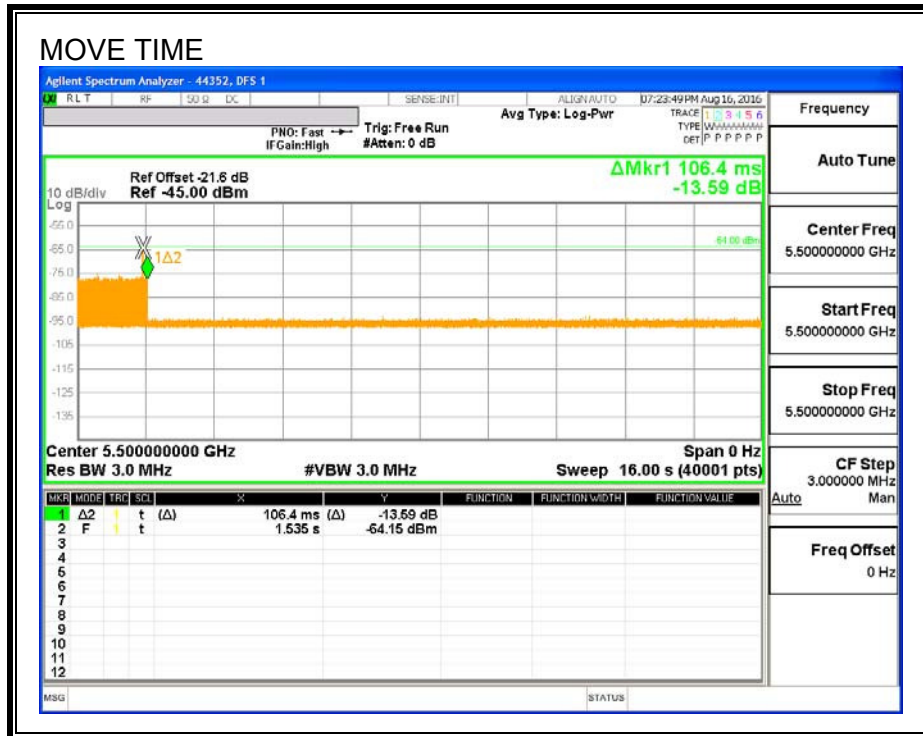 MOVE TIME
Agilent Spectrum Analyzer - 44352, DFS 1
RLT RF 50 Ω DC SENSE:INT ALIGN AUTO 07:23:49 PM Aug 16, 2016
PNO: Fast Trig: Free Run Avg Type: Log-Pwr TRACE 1 2 3 4 5 6
IFGain:High #Atten: 0 dB TYPE
DET P P P P P P
Frequency
Auto Tune
Ref Offset -21.6 dB
ΔMkr1 106.4 ms
10 dB/div Ref -45.00 dBm
-13.59 dB
Log
-65.0
-75.0
-95.0
-105
-115
-125
-135
1Δ2
Center 5.500000000 GHz Span 0 Hz
Res BW 3.0 MHz #VBW 3.0 MHz Sweep 16.00 s (40001 pts)
Center Freq
5.500000000 GHz
Start Freq
5.500000000 GHz
Stop Freq
5.500000000 GHz
CF Step
3.000000 MHz
Auto Man
Freq Offset
0 Hz
MKR MODE TRC SCL X Y FUNCTION FUNCTION WIDTH FUNCTION VALUE
1 Δ2 1 t (Δ) 106.4 ms (Δ) -13.59 dB
2 F 1 t 1.535 s -64.15 dBm
3
4
5
6
7
8
9
10
11
12
MSG STATUS